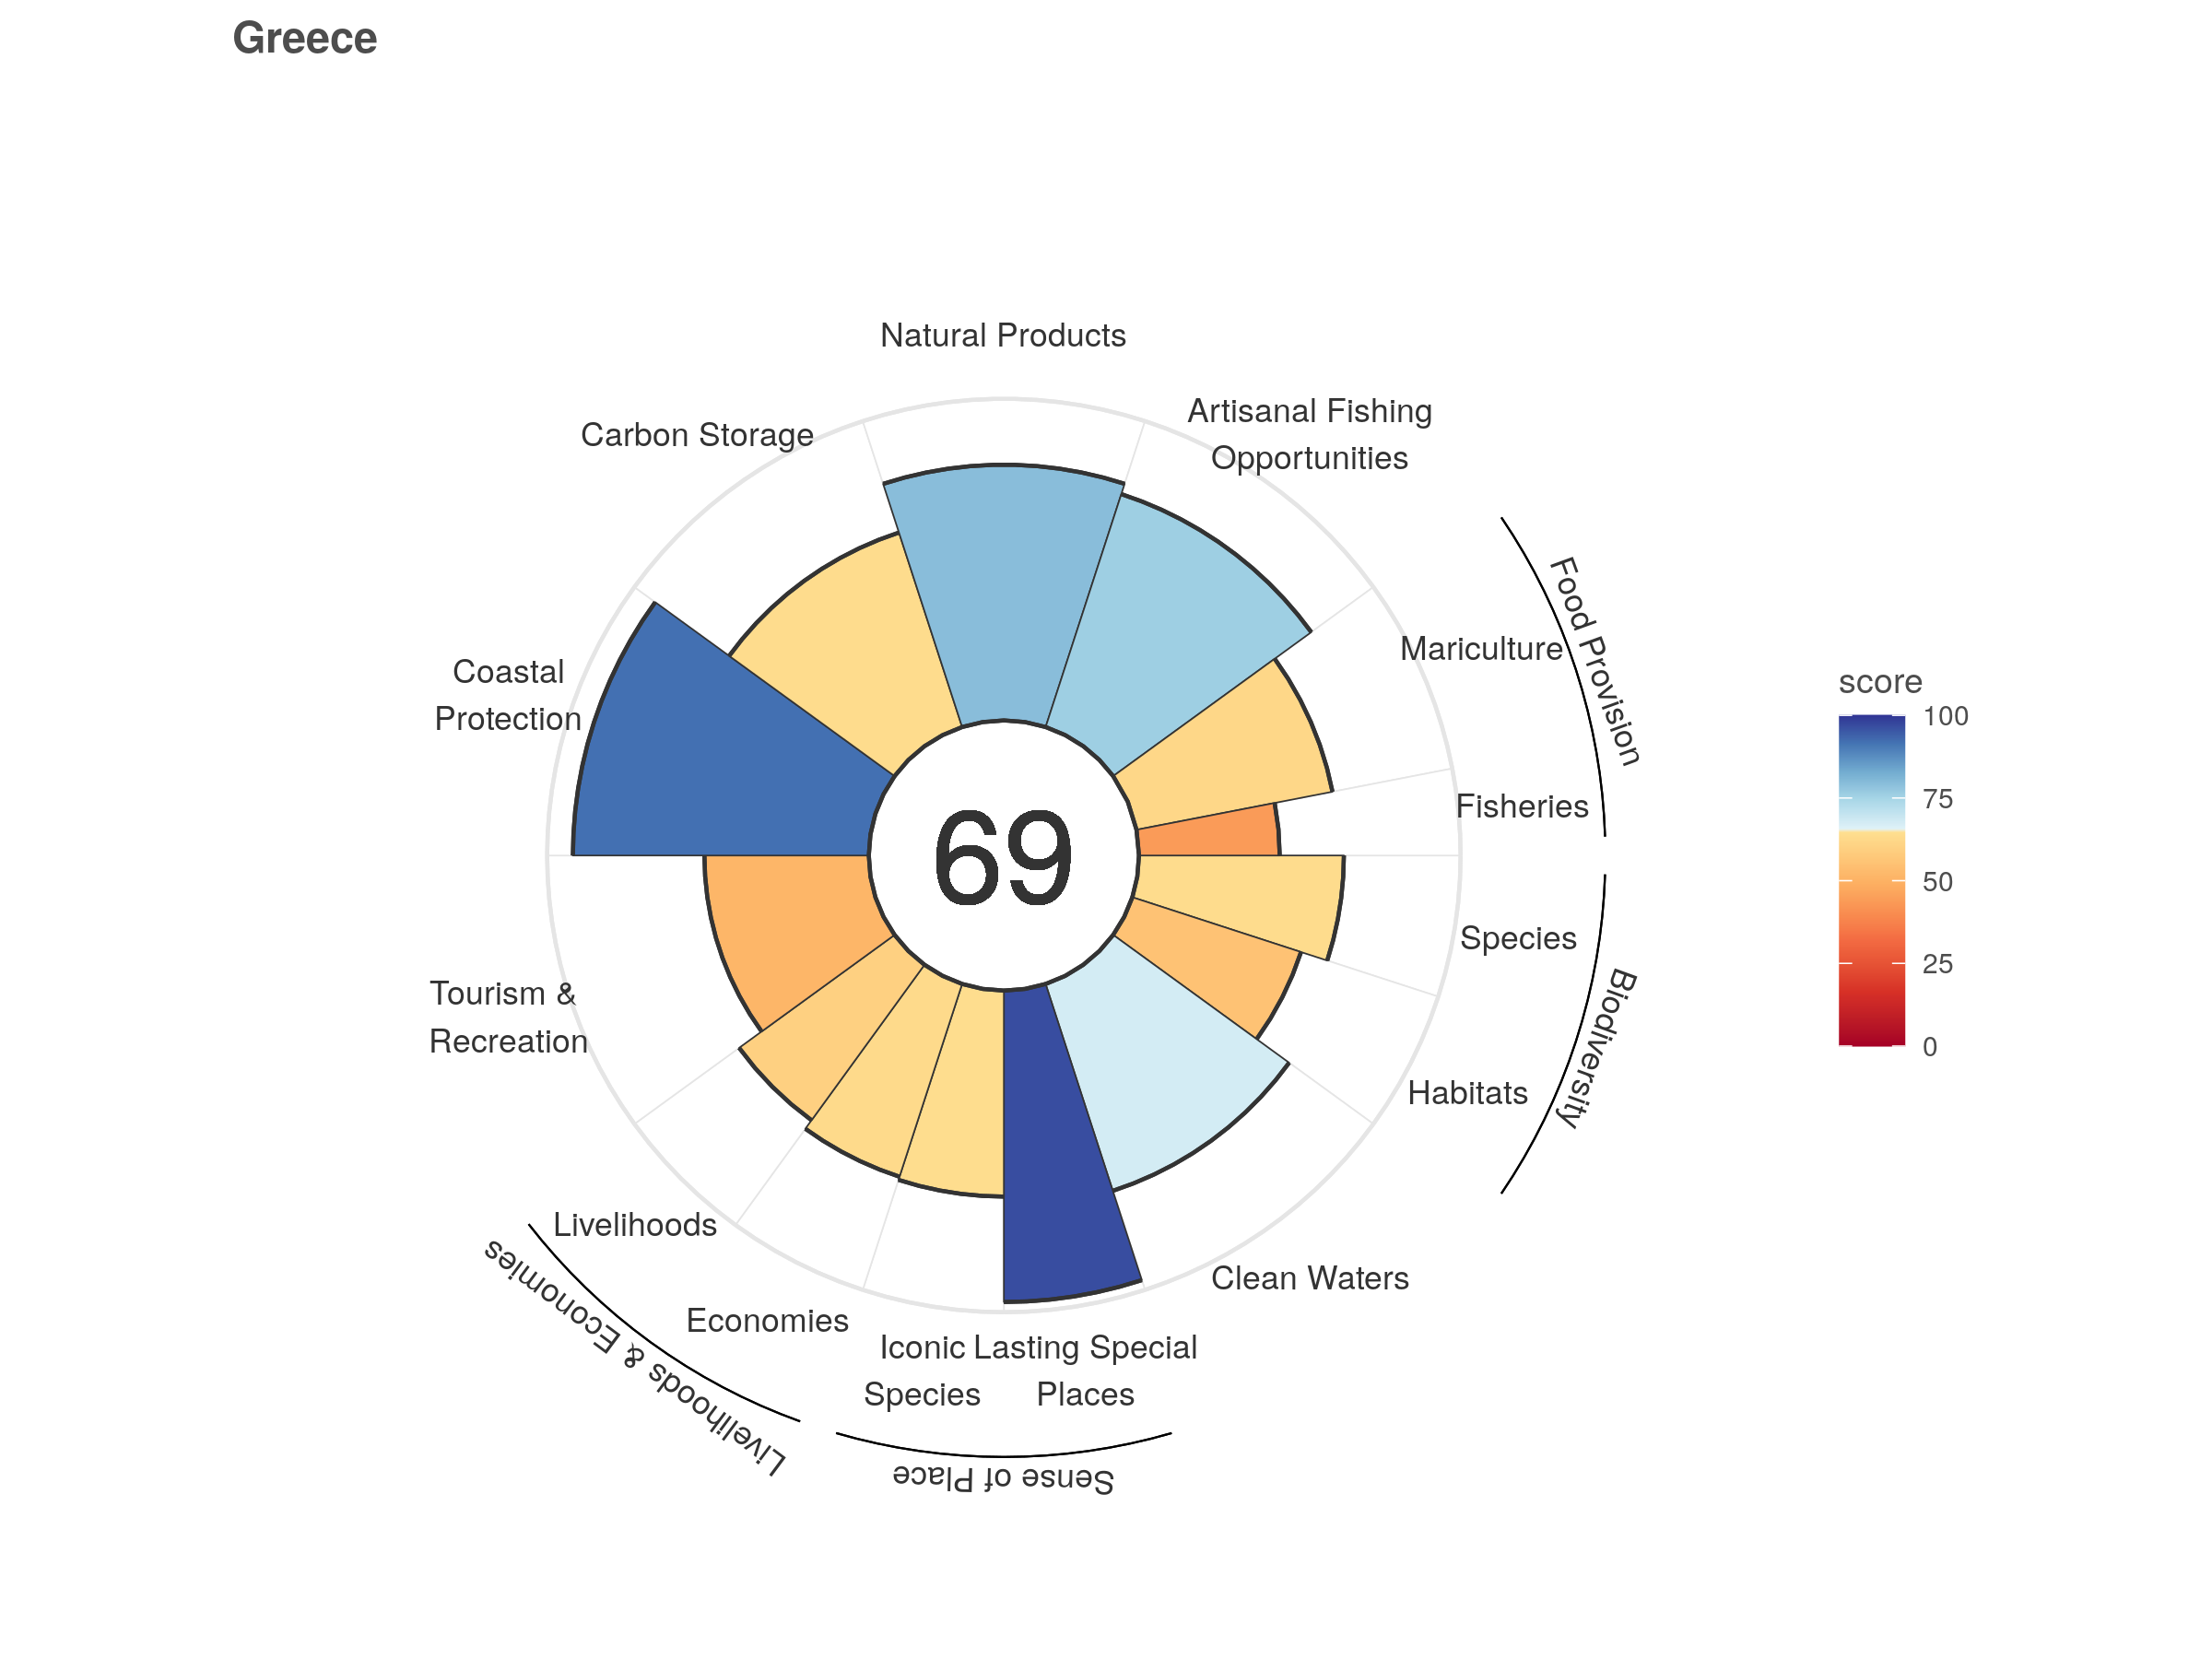 Greece
Natural Products
Carbon Storage
Artisanal Fishing
Opportunities
Food Provision
Mariculture
Coastal
Protection
Fisheries
69
Species
Biodiversity
Tourism &
Recreation
Habitats
Livelihoods
Livelihoods & Economies
Economies
Clean Waters
Iconic
Species
Lasting Special
Places
Sense of Place
score
100
75
50
25
0